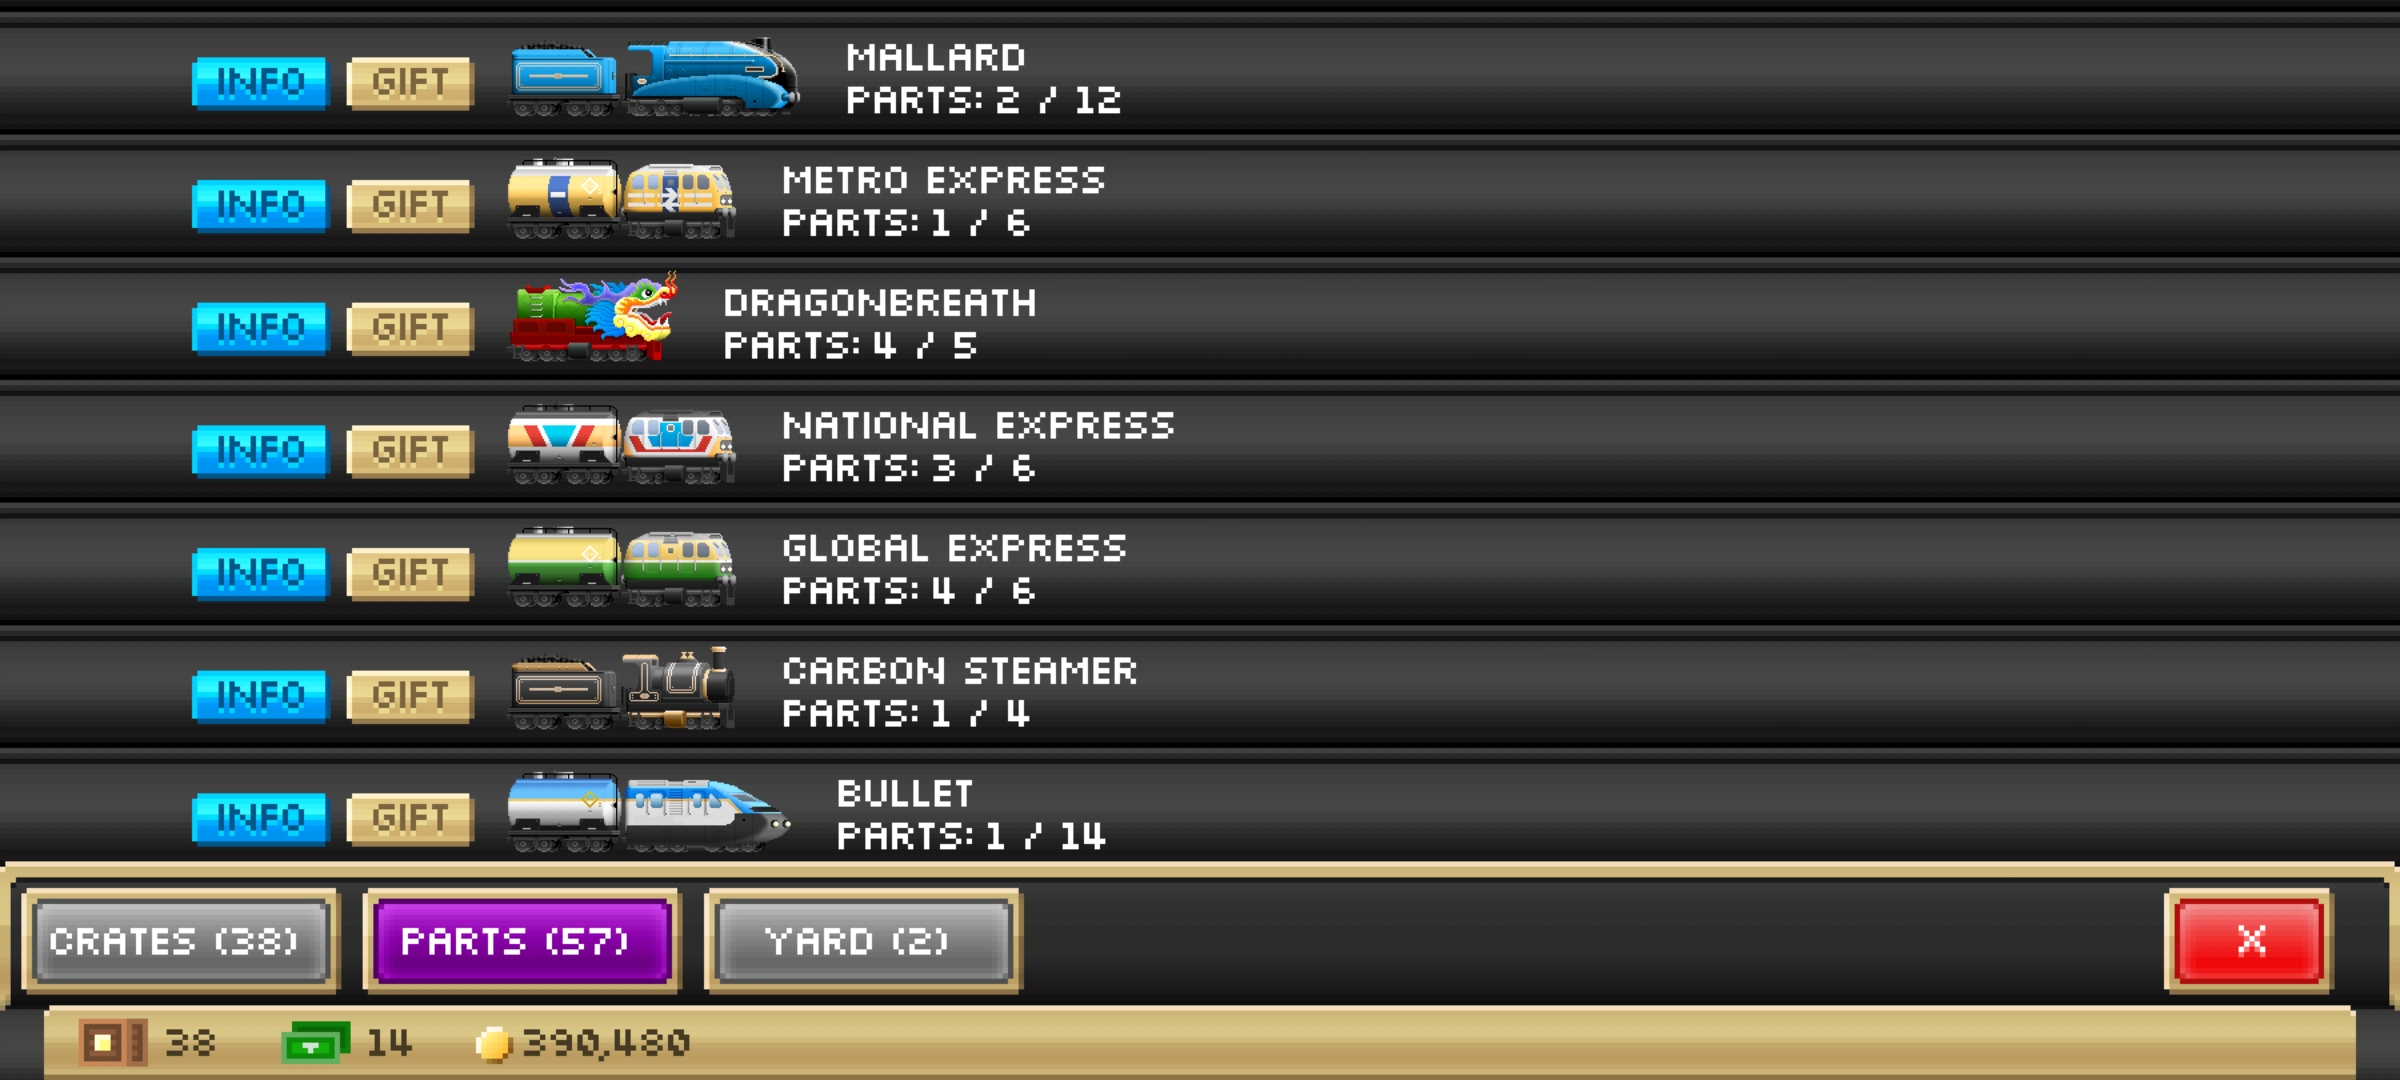 INFO GIFT MALLARD
PARTS: 2 / 12
INFO GIFT METRO EXPRESS
PARTS: 1 / 6
INFO GIFT DRAGONBREATH
PARTS: 4 / 5
INFO GIFT NATIONAL EXPRESS
PARTS: 3 / 6
INFO GIFT GLOBAL EXPRESS
PARTS: 4 / 6
INFO GIFT CARBON STEAMER
PARTS: 1 / 4
INFO GIFT BULLET
PARTS: 1 / 14
CRATES (38) PARTS (57) YARD (2) X
38 14 390,480